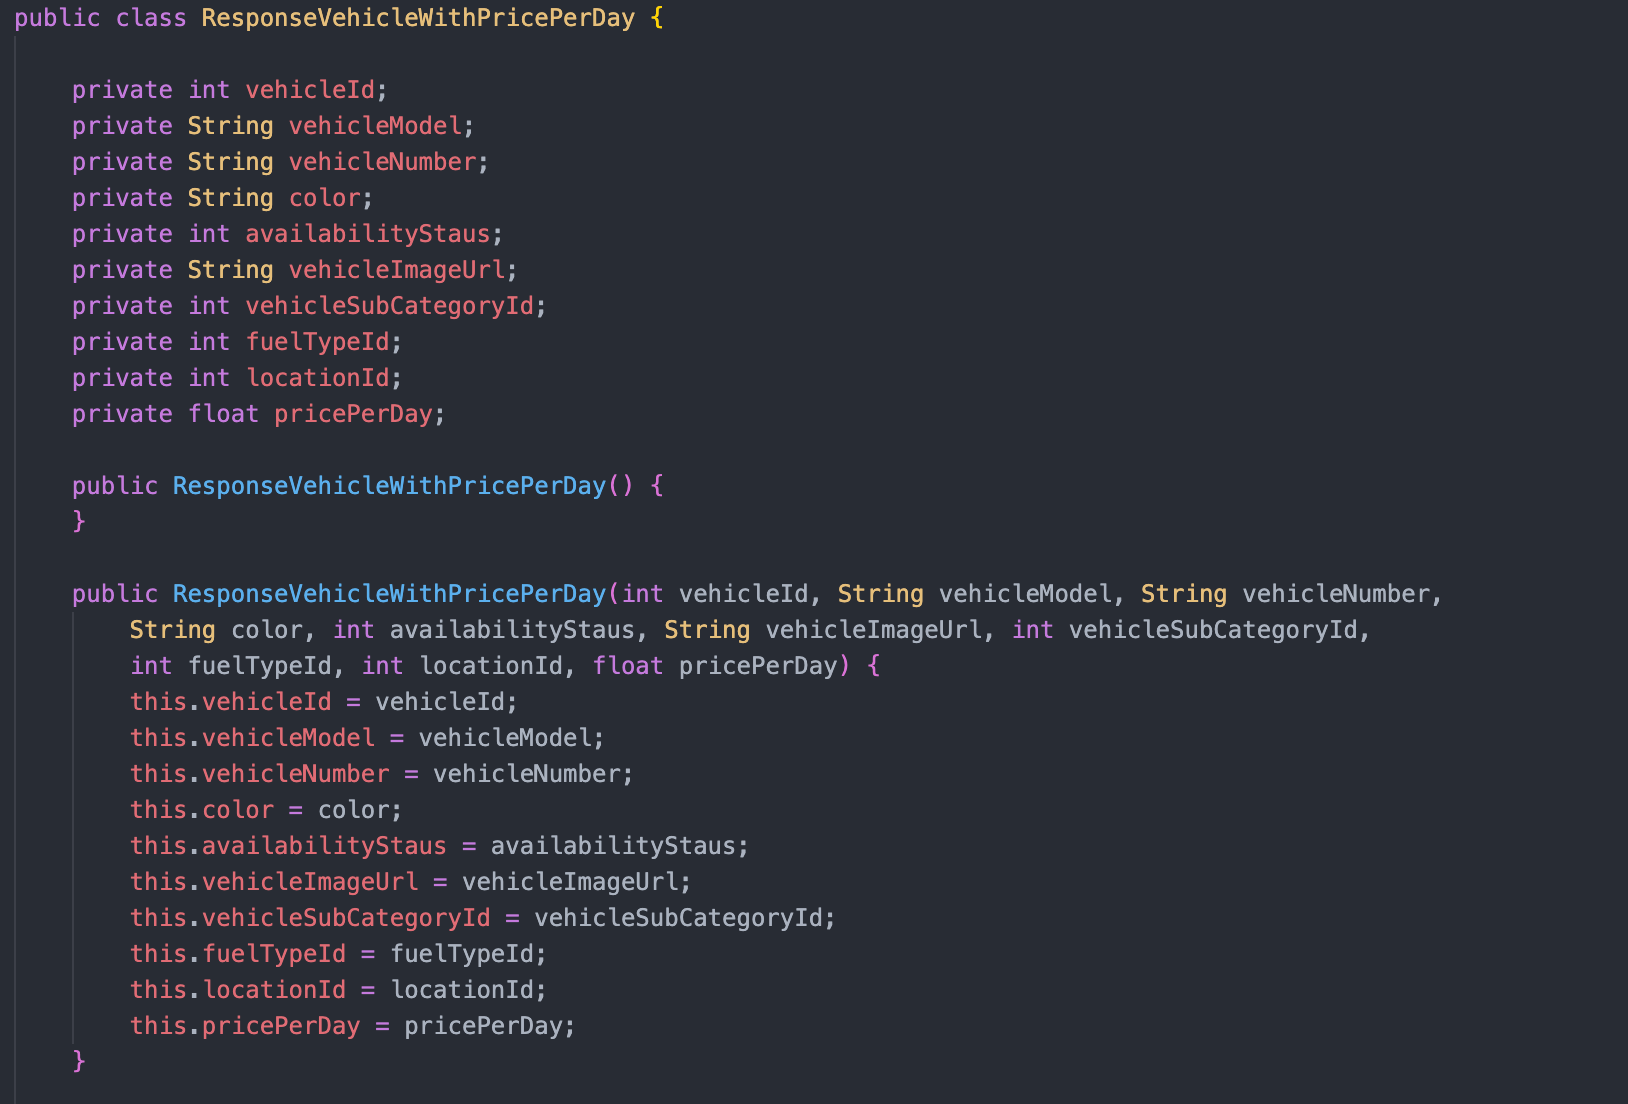 public class ResponseVehicleWithPricePerDay {
private int vehicleId;
private String vehicleModel;
private String vehicleNumber;
private String color;
private int availabilityStaus;
private String vehicleImageUrl;
private int vehicleSubCategoryId;
private int fuelTypeId;
private int locationId;
private float pricePerDay;
public ResponseVehicleWithPricePerDay() {
}
public ResponseVehicleWithPricePerDay(int vehicleId, String vehicleModel, String vehicleNumber,
String color, int availabilityStaus, String vehicleImageUrl, int vehicleSubCategoryId,
int fuelTypeId, int locationId, float pricePerDay) {
this.vehicleId = vehicleId;
this.vehicleModel = vehicleModel;
this.vehicleNumber = vehicleNumber;
this.color = color;
this.availabilityStaus = availabilityStaus;
this.vehicleImageUrl = vehicleImageUrl;
this.vehicleSubCategoryId = vehicleSubCategoryId;
this.fuelTypeId = fuelTypeId;
this.locationId = locationId;
this.pricePerDay = pricePerDay;
}